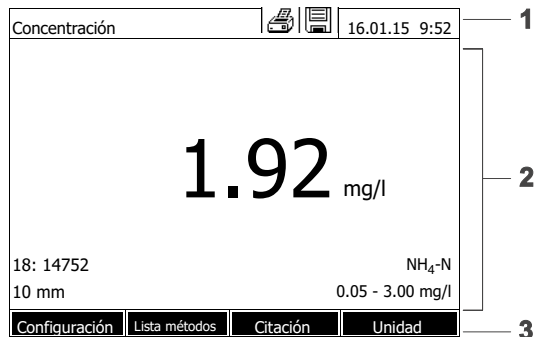 Concentración 16.01.15 9:52 1
1.92 mg/l 2
18: 14752 NH₄-N
10 mm 0.05 - 3.00 mg/l
Configuración Lista métodos Citación Unidad 3